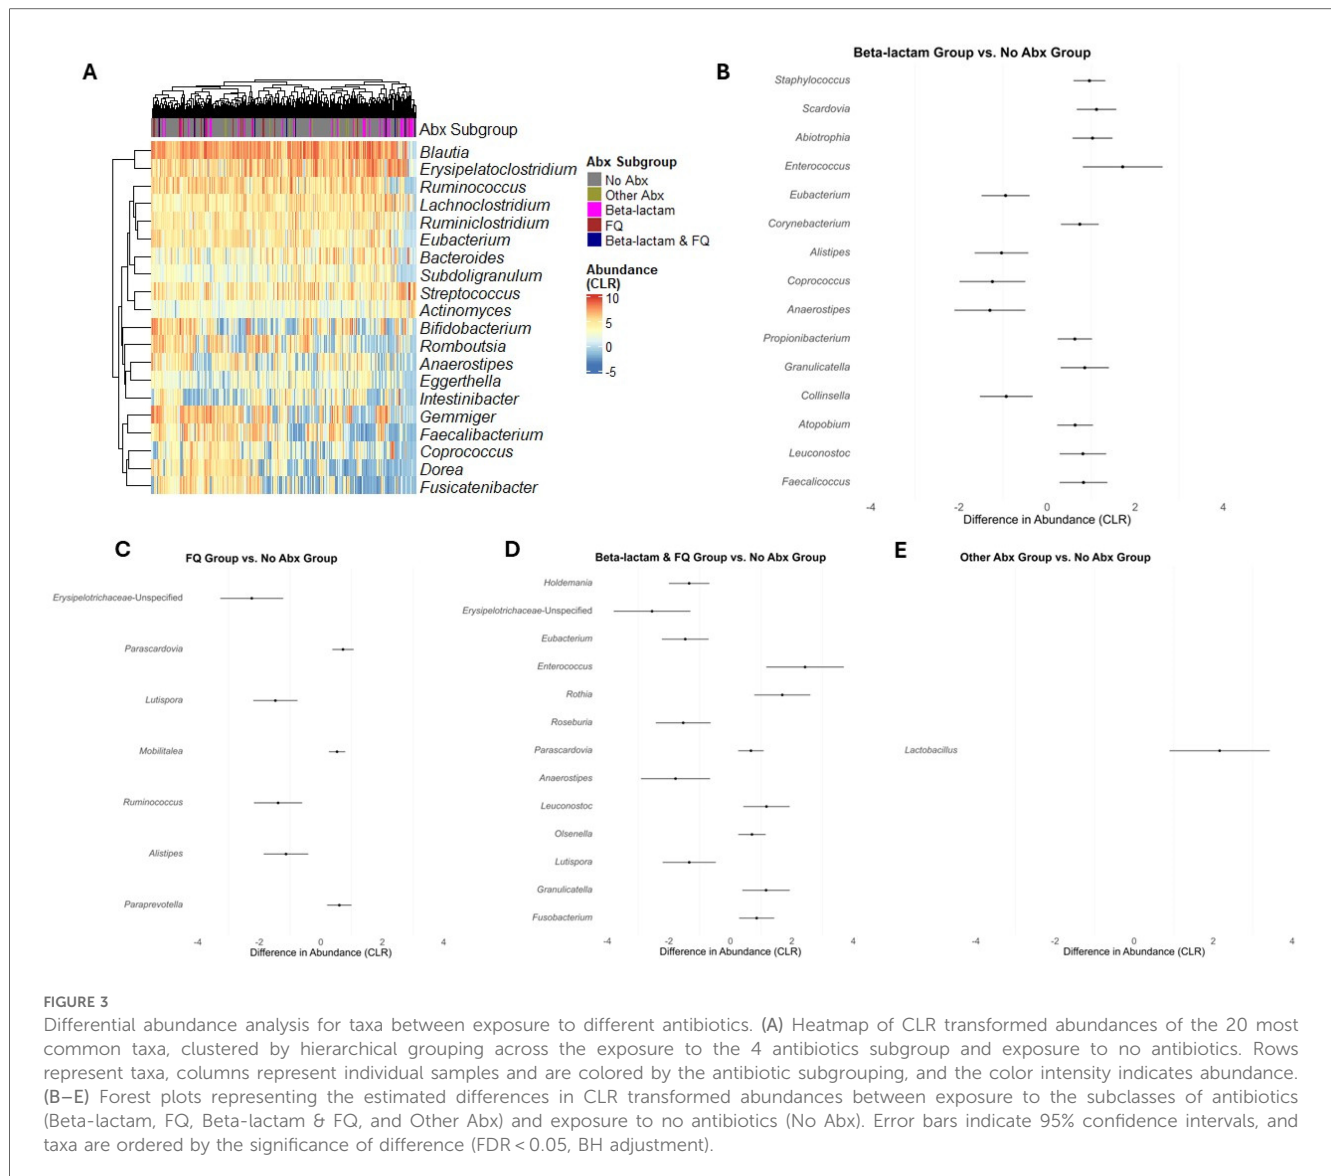 A
Abx Subgroup
Blautia
Erysipelatoclostridium
Ruminococcus
Lachnoclostridium
Ruminiclostridium
Eubacterium
Bacteroides
Subdoligranulum
Streptococcus
Actinomyces
Bifidobacterium
Romboutsia
Anaerostipes
Eggerthella
Intestinibacter
Gemmiger
Faecalibacterium
Coprococcus
Dorea
Fusicatenibacter
Abx Subgroup
No Abx
Other Abx
Beta-lactam
FQ
Beta-lactam & FQ
Abundance
(CLR)
10
5
0
-5
B
Beta-lactam Group vs. No Abx Group
Staphylococcus
Scardovia
Abiotrophia
Enterococcus
Eubacterium
Corynebacterium
Alistipes
Coprococcus
Anaerostipes
Propionibacterium
Granulicatella
Collinsella
Atopobium
Leuconostoc
Faecalicoccus
-4 -2 0 2 4
Difference in Abundance (CLR)
C
FQ Group vs. No Abx Group
Erysipelotrichaceae-Unspecified
Parascardovia
Lutispora
Mobilitalea
Ruminococcus
Alistipes
Paraprevotella
-4 -2 0 2 4
Difference in Abundance (CLR)
D
Beta-lactam & FQ Group vs. No Abx Group
Holdemania
Erysipelotrichaceae-Unspecified
Eubacterium
Enterococcus
Rothia
Roseburia
Parascardovia
Anaerostipes
Leuconostoc
Olsenella
Lutispora
Granulicatella
Fusobacterium
-4 -2 0 2 4
Difference in Abundance (CLR)
E
Other Abx Group vs. No Abx Group
Lactobacillus
-4 -2 0 2 4
Difference in Abundance (CLR)
FIGURE 3
Differential abundance analysis for taxa between exposure to different antibiotics. (A) Heatmap of CLR transformed abundances of the 20 most
common taxa, clustered by hierarchical grouping across the exposure to the 4 antibiotics subgroup and exposure to no antibiotics. Rows
represent taxa, columns represent individual samples and are colored by the antibiotic subgrouping, and the color intensity indicates abundance.
(B–E) Forest plots representing the estimated differences in CLR transformed abundances between exposure to the subclasses of antibiotics
(Beta-lactam, FQ, Beta-lactam & FQ, and Other Abx) and exposure to no antibiotics (No Abx). Error bars indicate 95% confidence intervals, and
taxa are ordered by the significance of difference (FDR < 0.05, BH adjustment).